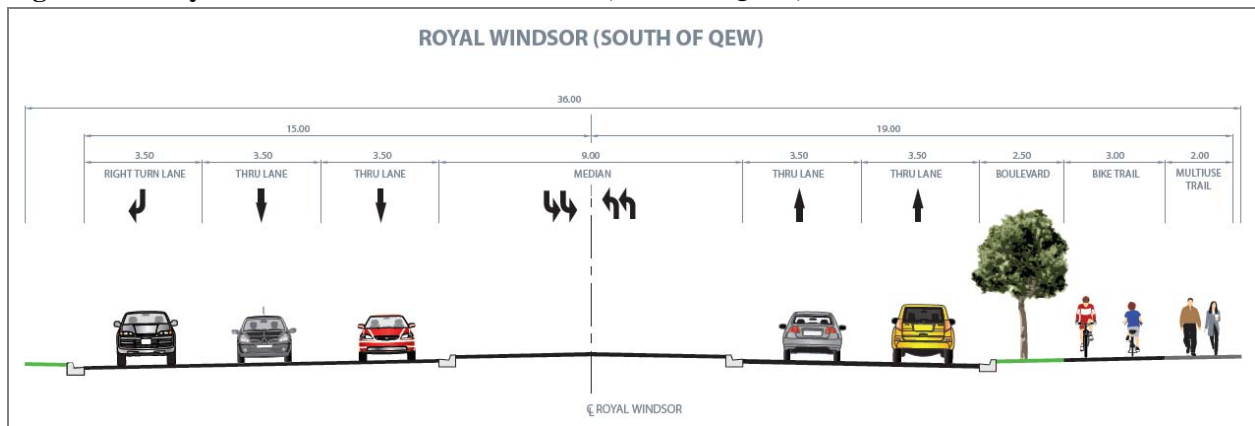 ROYAL WINDSOR (SOUTH OF QEW)
36.00
15.00 19.00
3.50 3.50 3.50 9.00 3.50 3.50 2.50 3.00 2.00
RIGHT TURN LANE THRU LANE THRU LANE MEDIAN THRU LANE THRU LANE BOULEVARD BIKE TRAIL MULTIUSE
TRAIL
℄ ROYAL WINDSOR